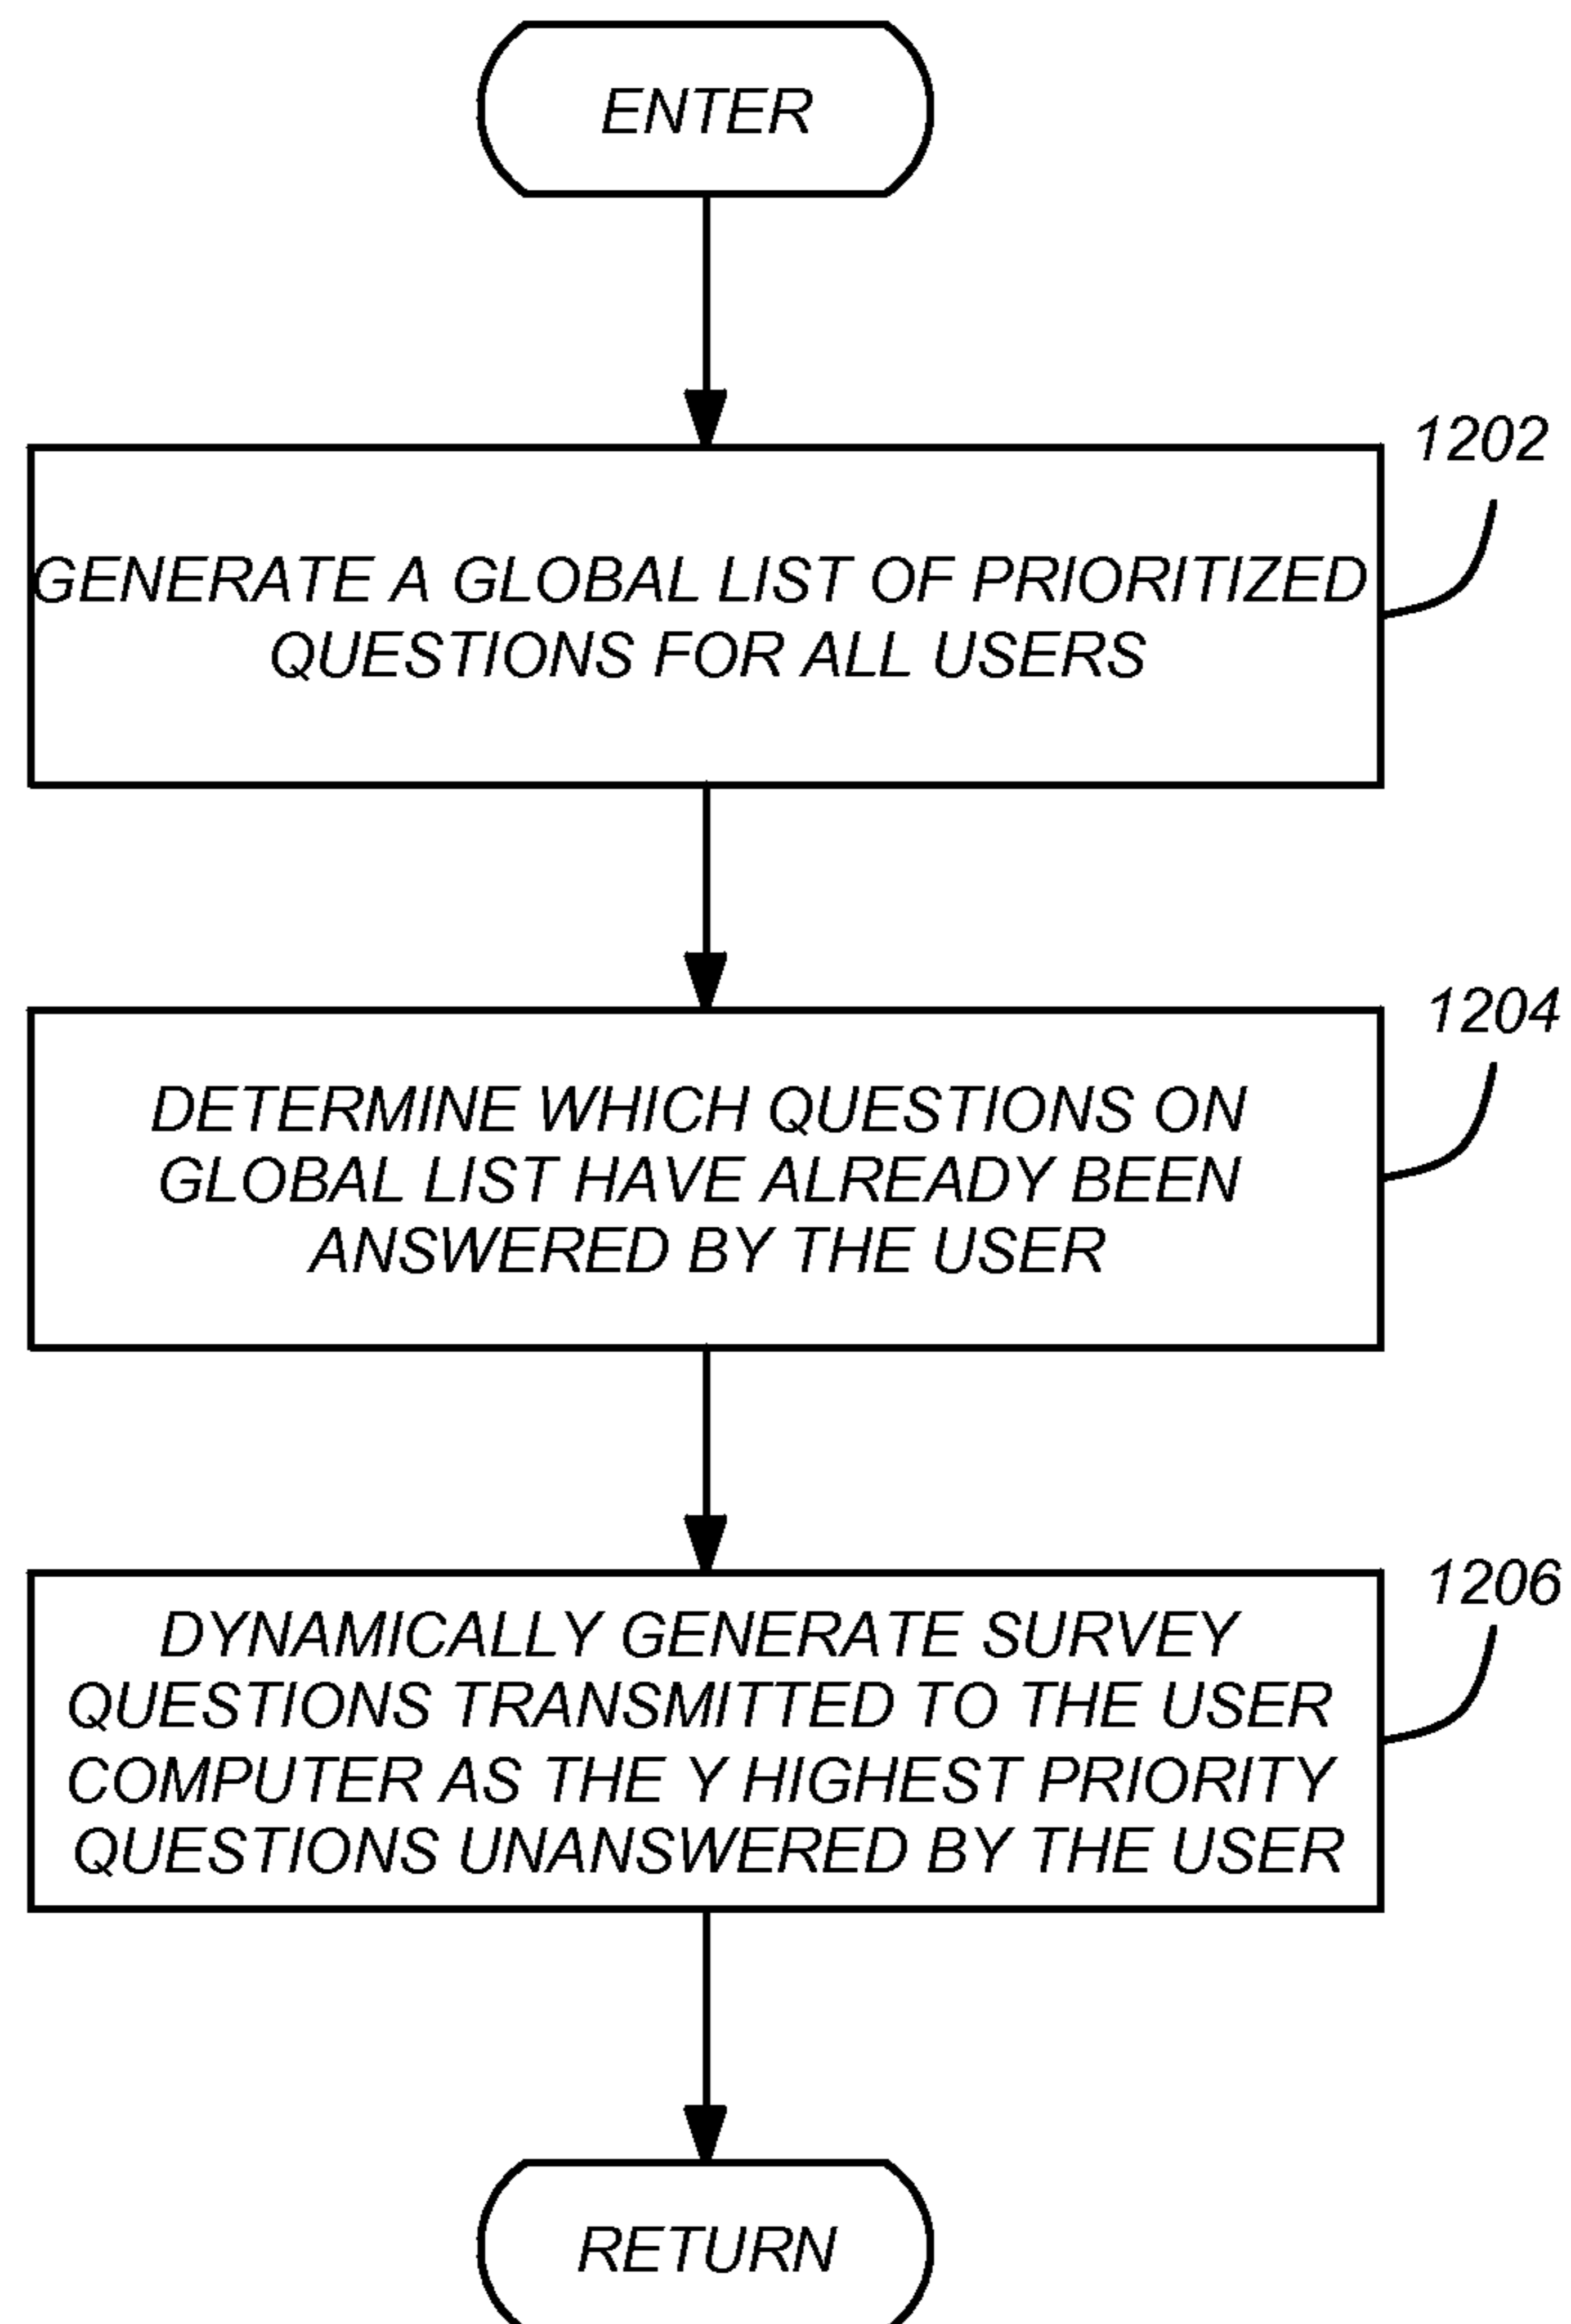 ENTER
1202
GENERATE A GLOBAL LIST OF PRIORITIZED
QUESTIONS FOR ALL USERS
1204
DETERMINE WHICH QUESTIONS ON
GLOBAL LIST HAVE ALREADY BEEN
ANSWERED BY THE USER
1206
DYNAMICALLY GENERATE SURVEY
QUESTIONS TRANSMITTED TO THE USER
COMPUTER AS THE Y HIGHEST PRIORITY
QUESTIONS UNANSWERED BY THE USER
RETURN